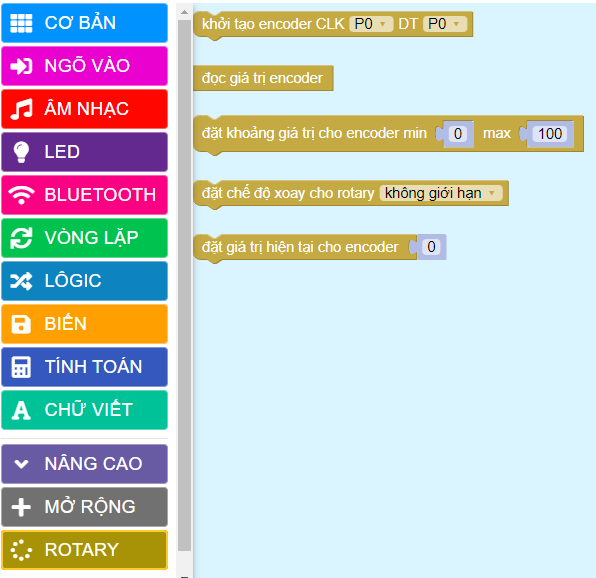 CƠ BẢN
NGÕ VÀO
ÂM NHẠC
LED
BLUETOOTH
VÒNG LẶP
LÔGIC
BIẾN
TÍNH TOÁN
CHỮ VIẾT
NÂNG CAO
MỞ RỘNG
ROTARY
khởi tạo encoder CLK P0 DT P0
đọc giá trị encoder
đặt khoảng giá trị cho encoder min 0 max 100
đặt chế độ xoay cho rotary không giới hạn
đặt giá trị hiện tại cho encoder 0